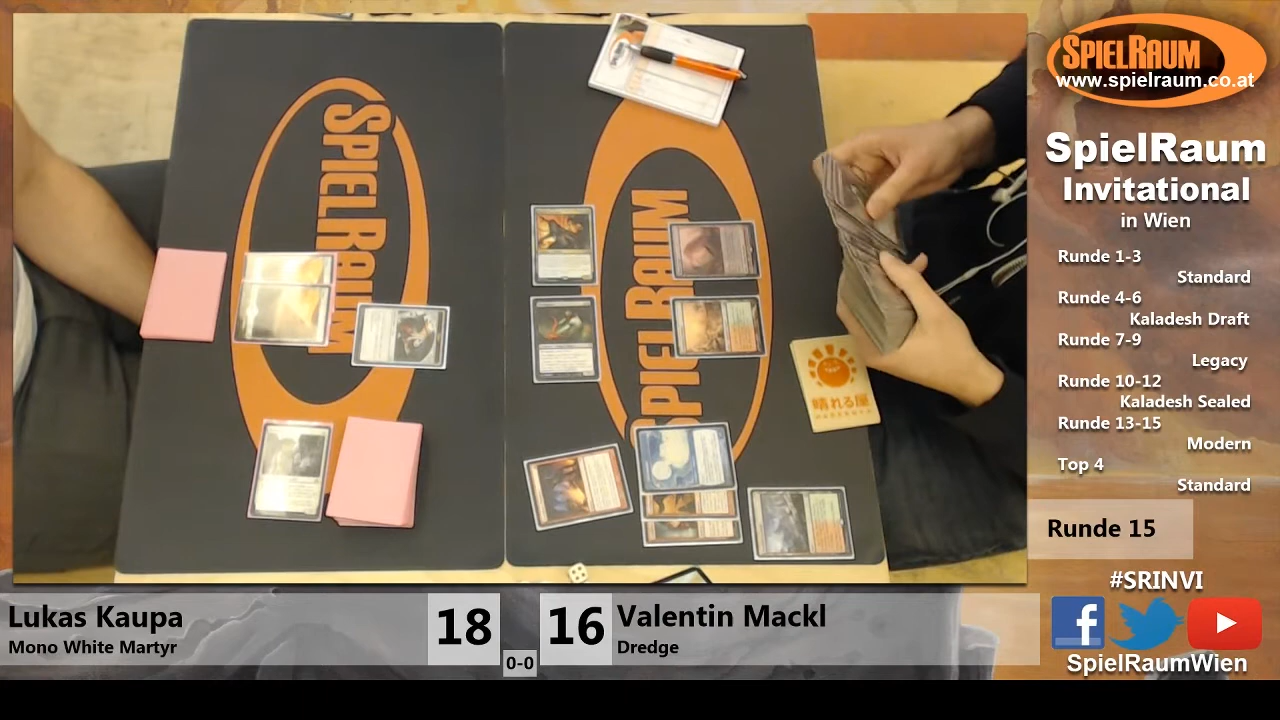 SPIELRAUM
SPIELRAUM
晴れる屋
SPIELRAUM
www.spielraum.co.at
SpielRaum
Invitational
in Wien
Runde 1-3
Standard
Runde 4-6
Kaladesh Draft
Runde 7-9
Legacy
Runde 10-12
Kaladesh Sealed
Runde 13-15
Modern
Top 4
Standard
Runde 15
#SRINVI
SpielRaumWien
Lukas Kaupa
Mono White Martyr
18
0-0
16
Valentin Mackl
Dredge